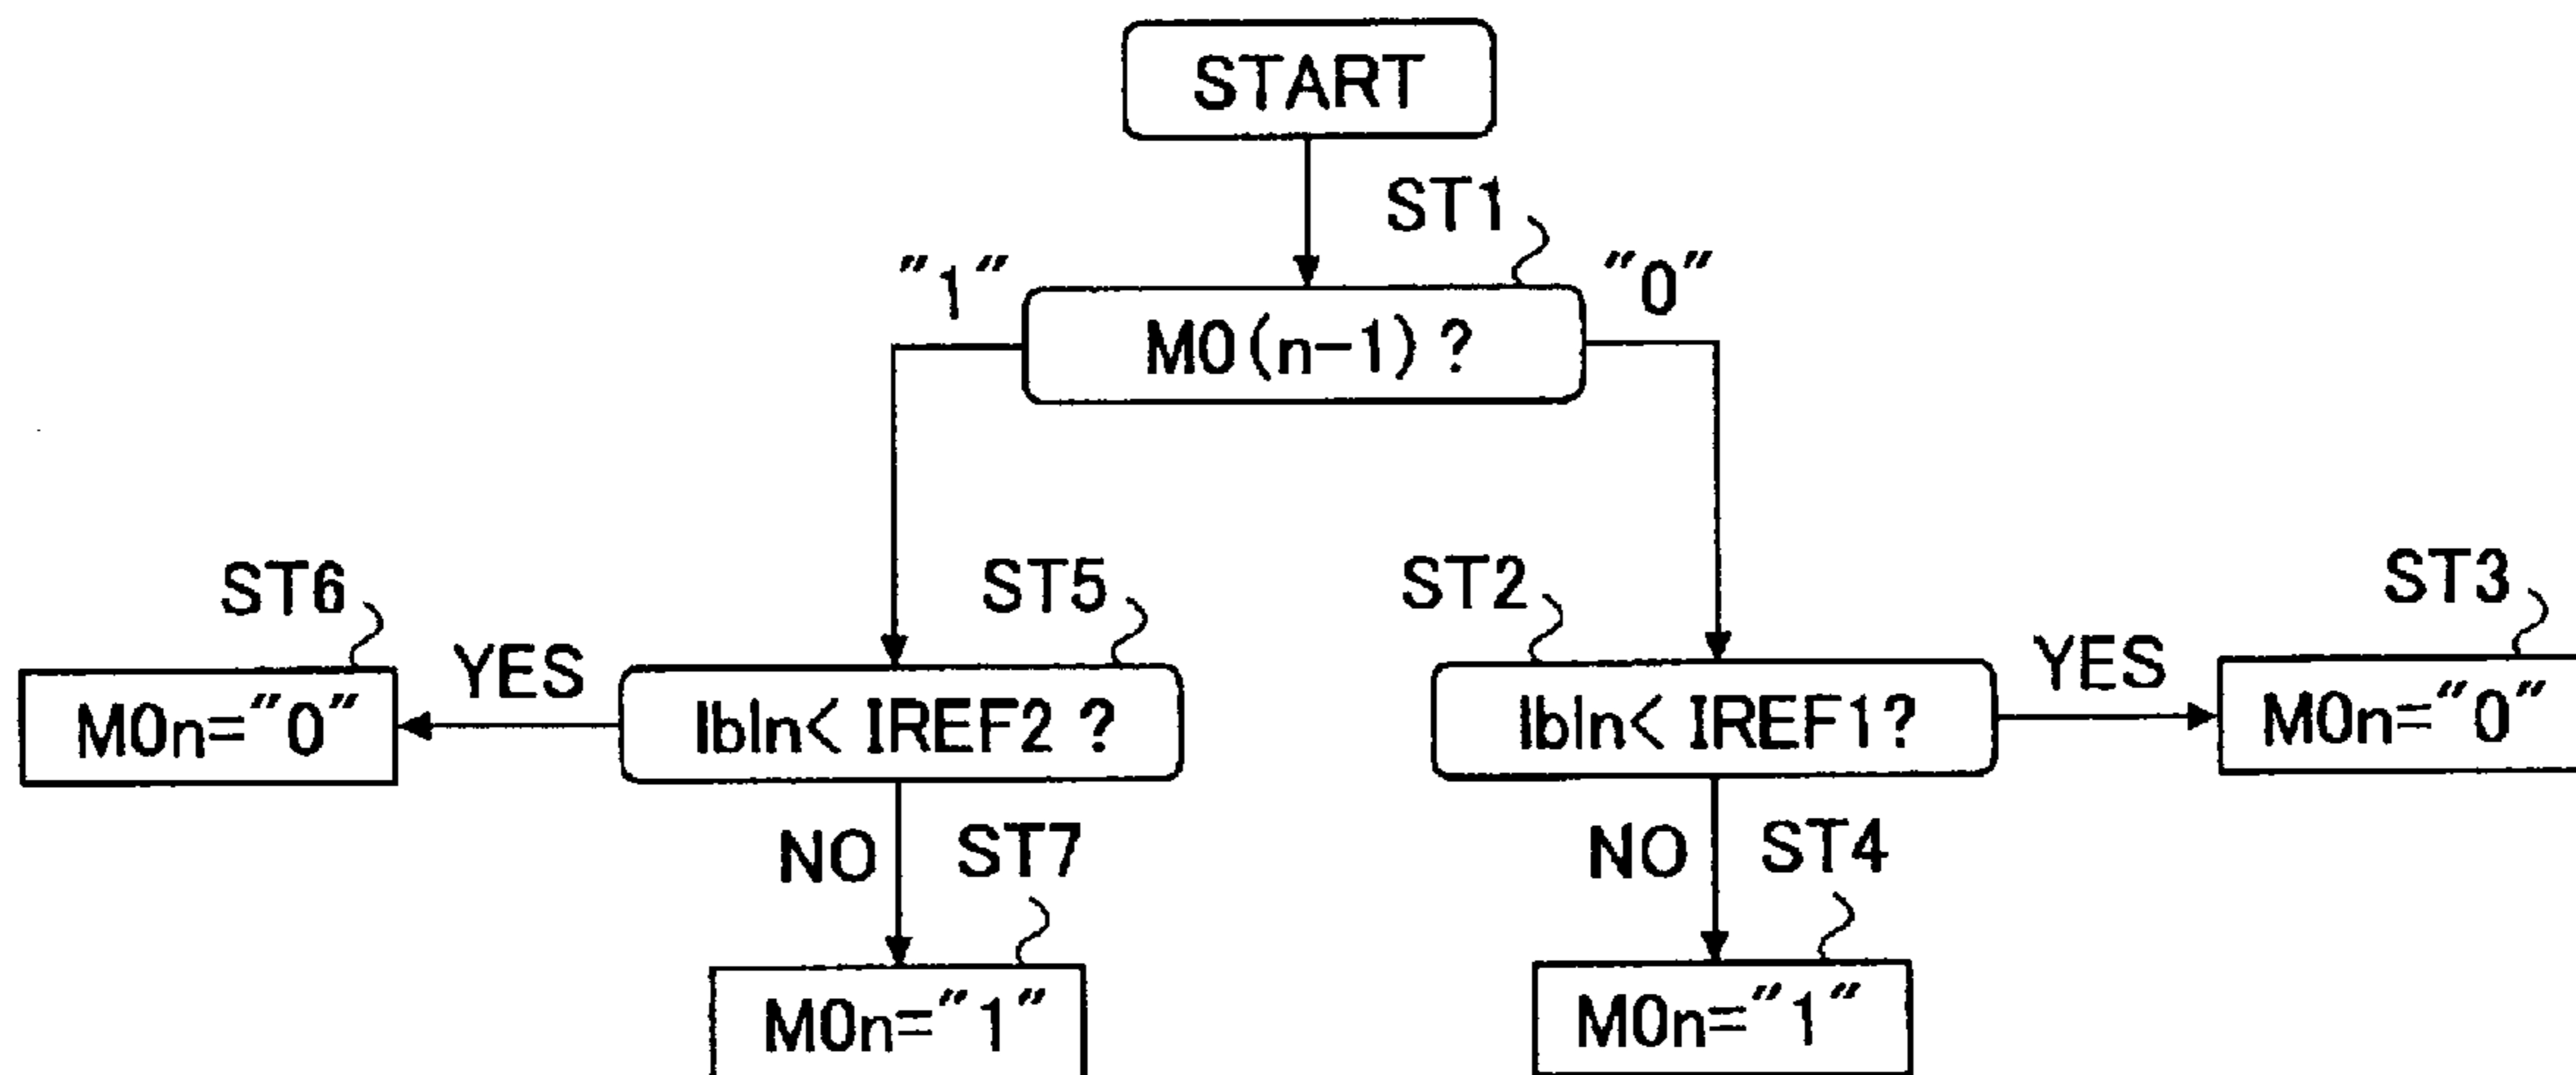 START
ST1
"1"
"0"
M0(n-1)?
ST6
ST5
ST2
ST3
YES
YES
M0n="0"
Ibln< IREF2 ?
Ibln< IREF1?
M0n="0"
NO
ST7
NO
ST4
M0n="1"
M0n="1"